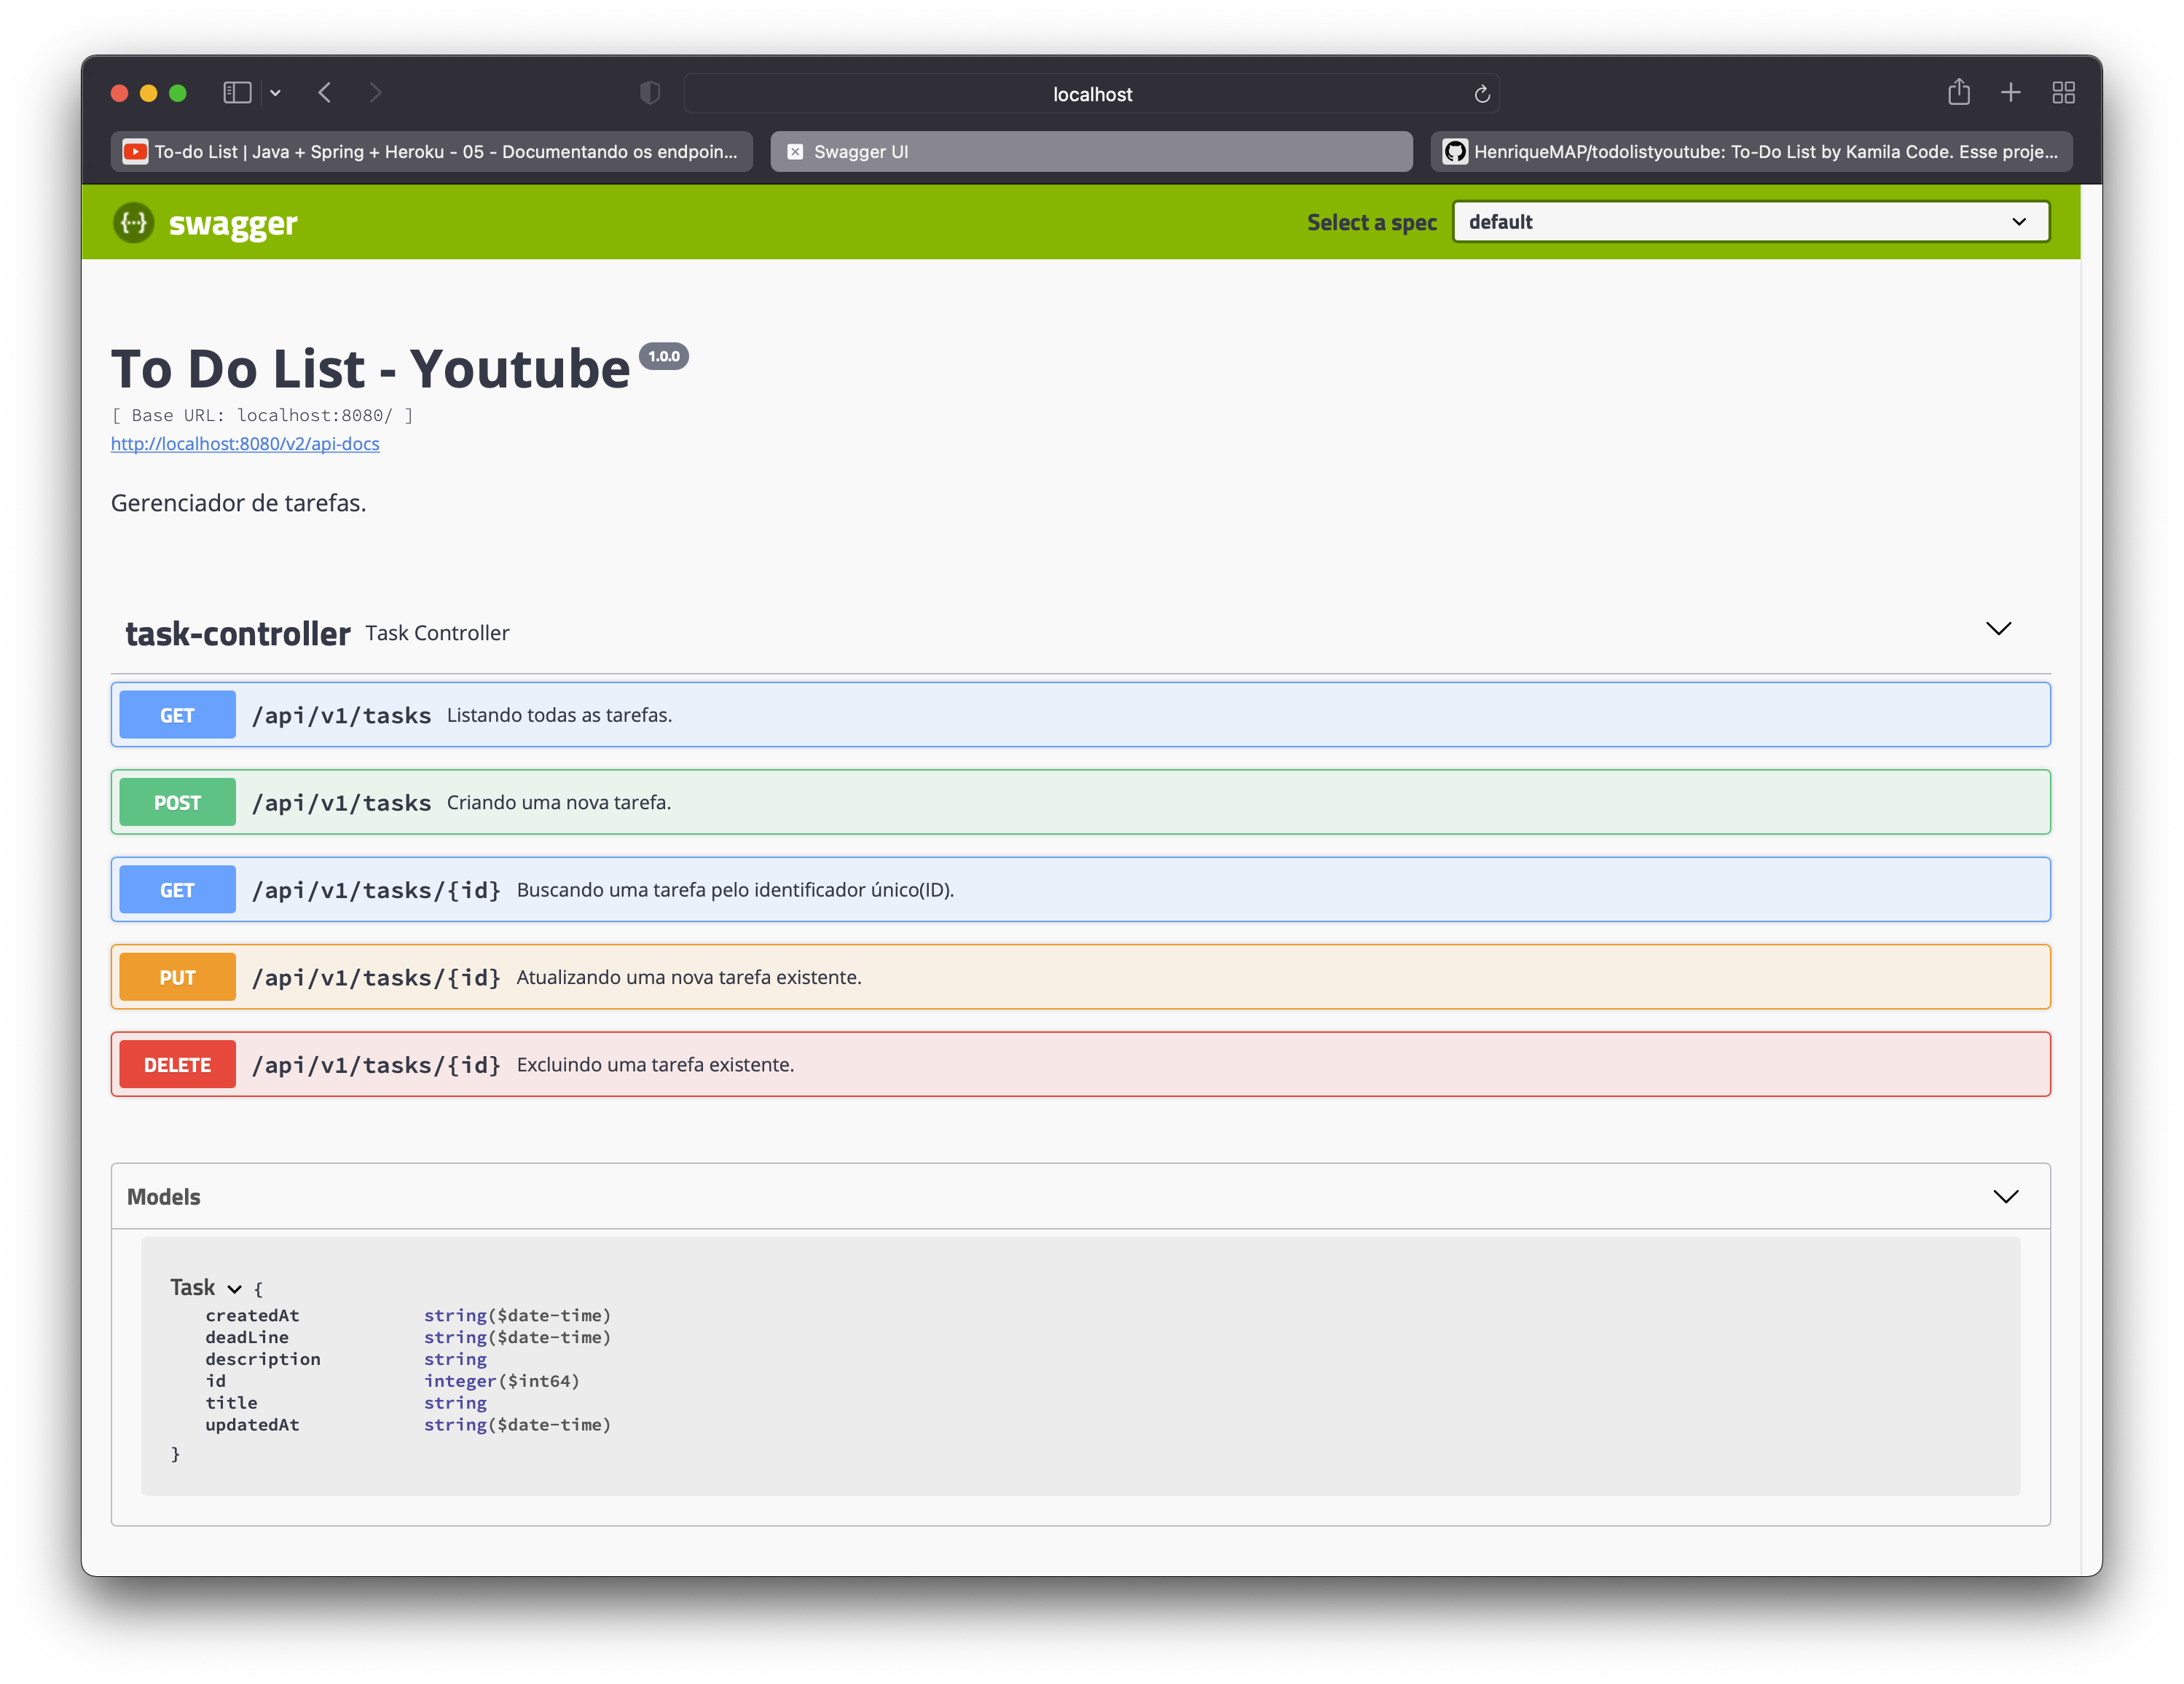 localhost
To-do List | Java + Spring + Heroku - 05 - Documentando os endpoin...
Swagger UI
HenriqueMAP/todolistyoutube: To-Do List by Kamila Code. Esse proje...
{...} swagger
Select a spec
default
To Do List - Youtube 1.0.0
[ Base URL: localhost:8080/ ]
http://localhost:8080/v2/api-docs
Gerenciador de tarefas.
task-controller Task Controller
GET /api/v1/tasks Listando todas as tarefas.
POST /api/v1/tasks Criando uma nova tarefa.
GET /api/v1/tasks/{id} Buscando uma tarefa pelo identificador único(ID).
PUT /api/v1/tasks/{id} Atualizando uma nova tarefa existente.
DELETE /api/v1/tasks/{id} Excluindo uma tarefa existente.
Models
Task {
createdAt string($date-time)
deadLine string($date-time)
description string
id integer($int64)
title string
updatedAt string($date-time)
}